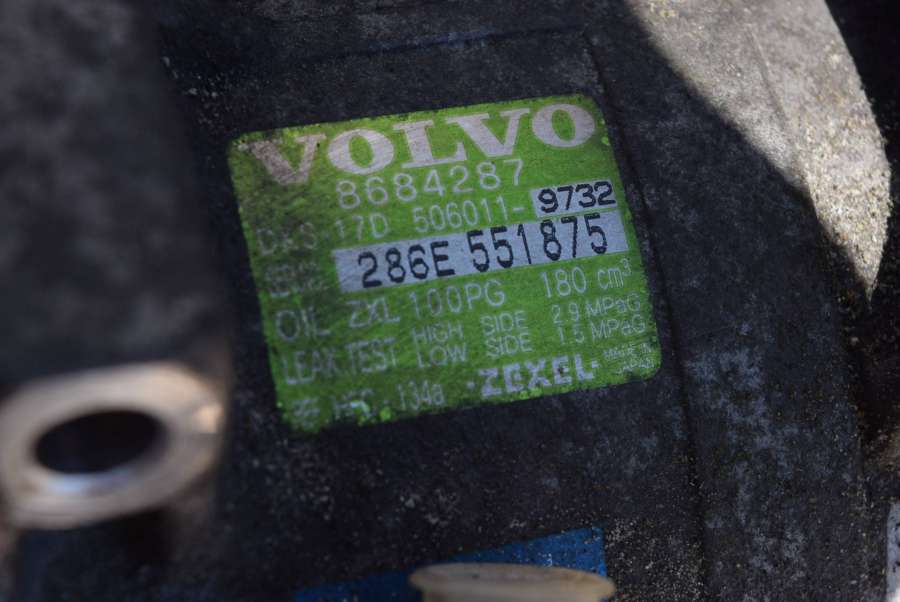 VOLVO
8684287
DKS 17D 506011- 9732
286E 551875
OIL ZXL 100PG 180 cm³
LEAK TEST HIGH SIDE 2.9 MPaG
LOW SIDE 1.5 MPaG
134a ZEXEL MADE IN